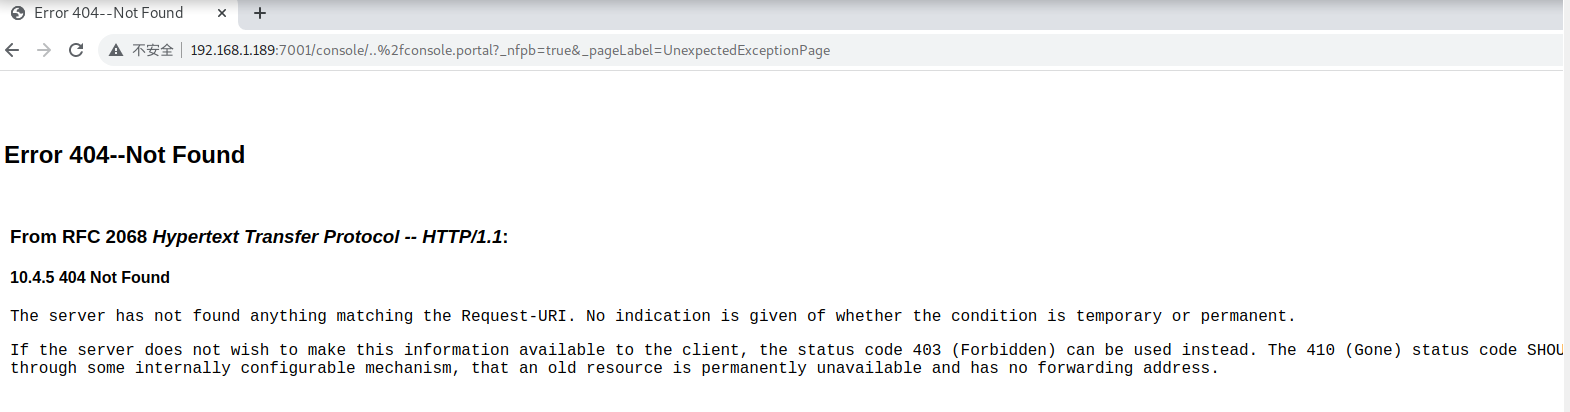 Error 404--Not Found
不安全 192.168.1.189:7001/console/..%2fconsole.portal?_nfpb=true&_pageLabel=UnexpectedExceptionPage
Error 404--Not Found
From RFC 2068 Hypertext Transfer Protocol -- HTTP/1.1:
10.4.5 404 Not Found
The server has not found anything matching the Request-URI. No indication is given of whether the condition is temporary or permanent.
If the server does not wish to make this information available to the client, the status code 403 (Forbidden) can be used instead. The 410 (Gone) status code SHOU
through some internally configurable mechanism, that an old resource is permanently unavailable and has no forwarding address.